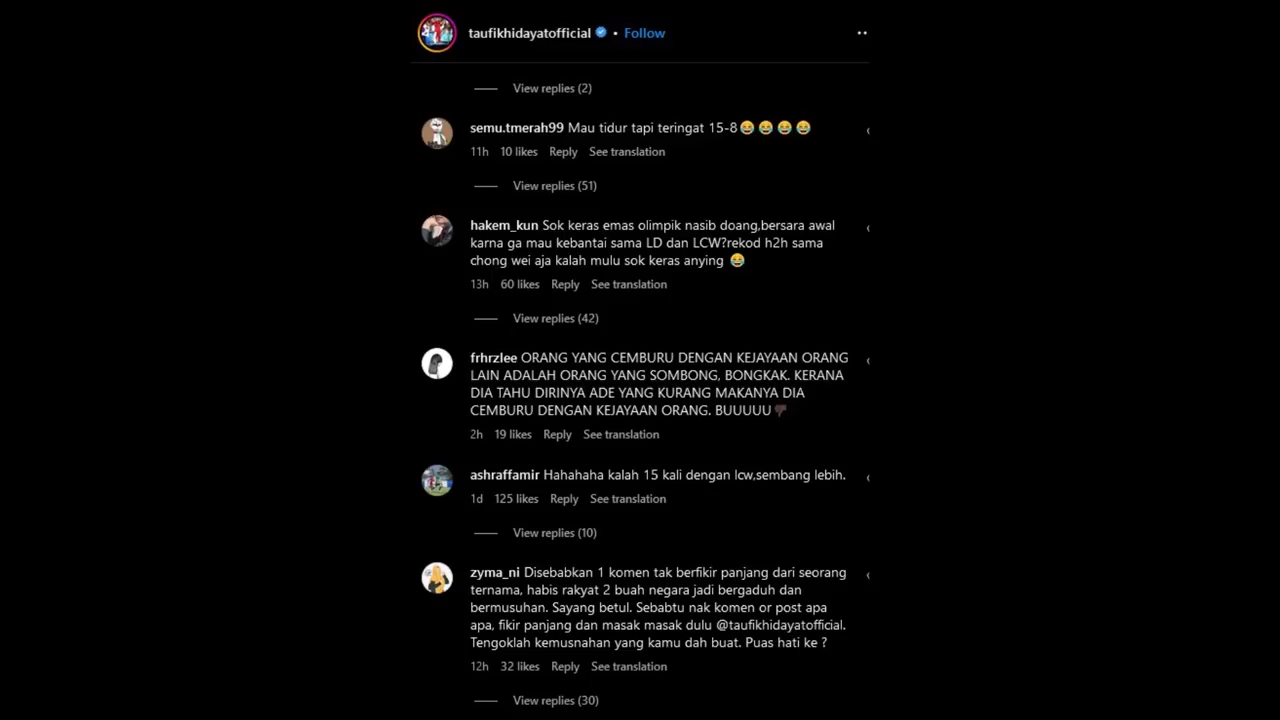 taufikhidayatofficial • Follow
View replies (2)
semu.tmerah99 Mau tidur tapi teringat 15-8😂😂😂😂
11h 10 likes Reply See translation
View replies (51)
hakem_kun Sok keras emas olimpik nasib doang,bersara awal
karna ga mau kebantai sama LD dan LCW?rekod h2h sama
chong wei aja kalah mulu sok keras anying 😂
13h 60 likes Reply See translation
View replies (42)
frhrzlee ORANG YANG CEMBURU DENGAN KEJAYAAN ORANG
LAIN ADALAH ORANG YANG SOMBONG, BONGKAK. KERANA
DIA TAHU DIRINYA ADE YANG KURANG MAKANYA DIA
CEMBURU DENGAN KEJAYAAN ORANG. BUUUUU👎🏿
2h 19 likes Reply See translation
ashraffamir Hahahaha kalah 15 kali dengan lcw,sembang lebih.
1d 125 likes Reply See translation
View replies (10)
zyma_ni Disebabkan 1 komen tak berfikir panjang dari seorang
ternama, habis rakyat 2 buah negara jadi bergaduh dan
bermusuhan. Sayang betul. Sebabtu nak komen or post apa
apa, fikir panjang dan masak masak dulu @taufikhidayatofficial.
Tengoklah kemusnahan yang kamu dah buat. Puas hati ke ?
12h 32 likes Reply See translation
View replies (30)